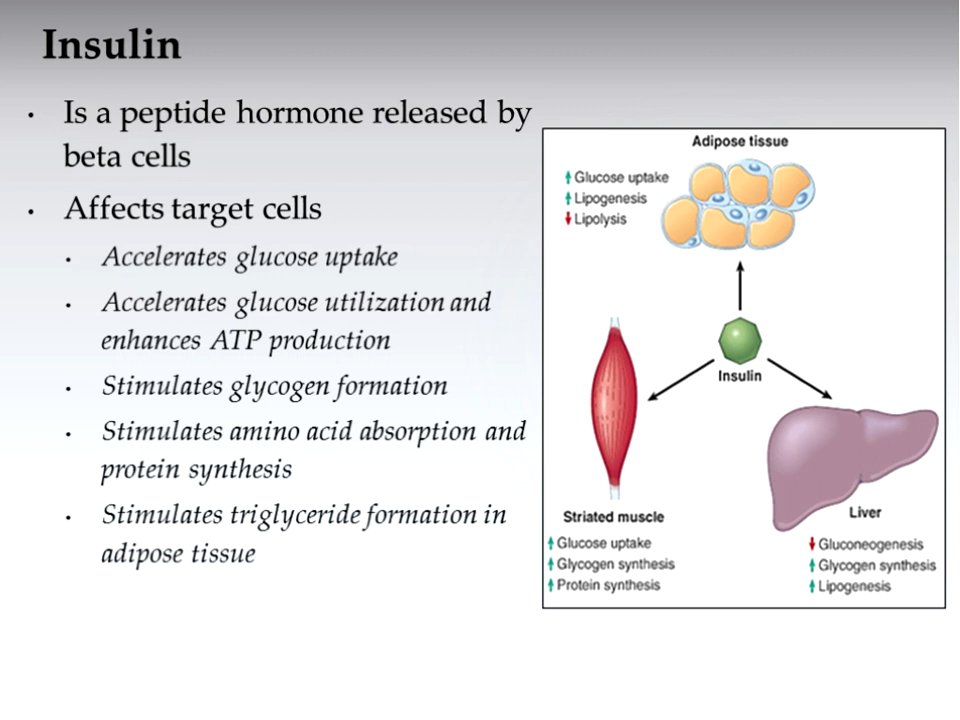 Insulin
• Is a peptide hormone released by
beta cells
• Affects target cells
• Accelerates glucose uptake
• Accelerates glucose utilization and
enhances ATP production
• Stimulates glycogen formation
• Stimulates amino acid absorption and
protein synthesis
• Stimulates triglyceride formation in
adipose tissue
Adipose tissue
↑ Glucose uptake
↑ Lipogenesis
↓ Lipolysis
Insulin
Striated muscle
↑ Glucose uptake
↑ Glycogen synthesis
↑ Protein synthesis
Liver
↓ Gluconeogenesis
↑ Glycogen synthesis
↑ Lipogenesis